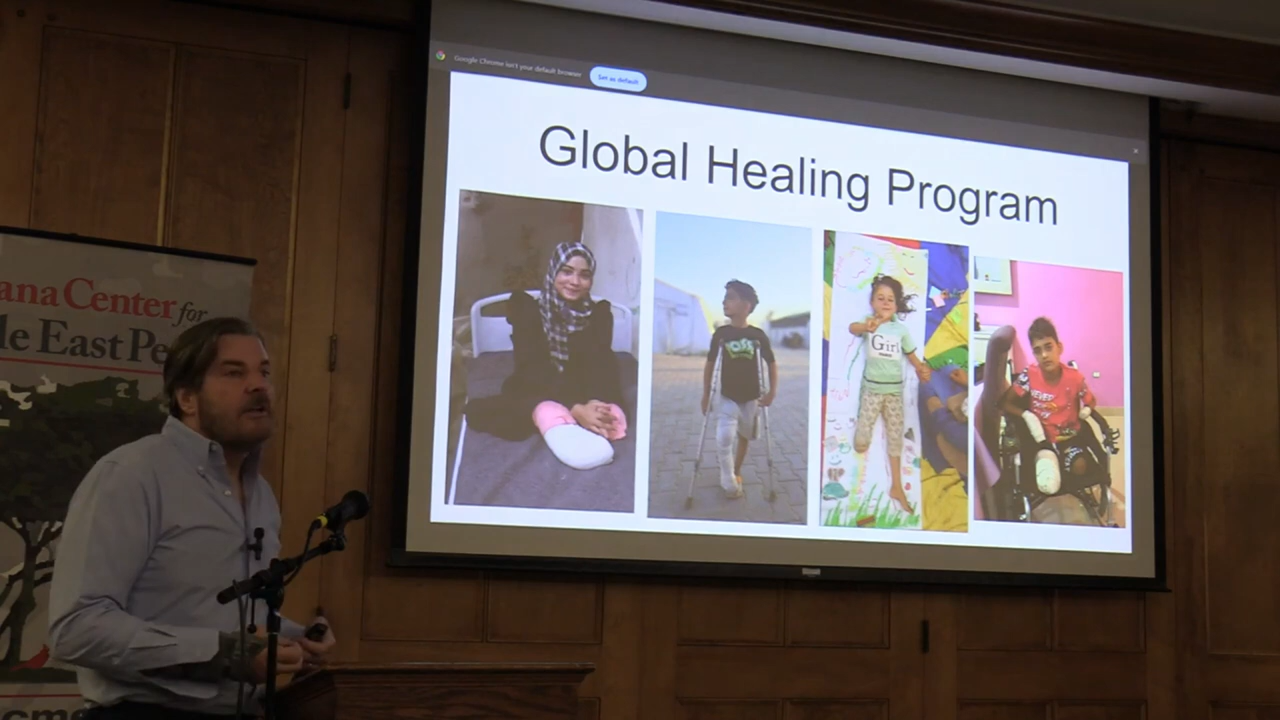 Google Chrome isn't your default browser
Set as default
Global Healing Program
ana Center for
le East Pe
Girl
cme